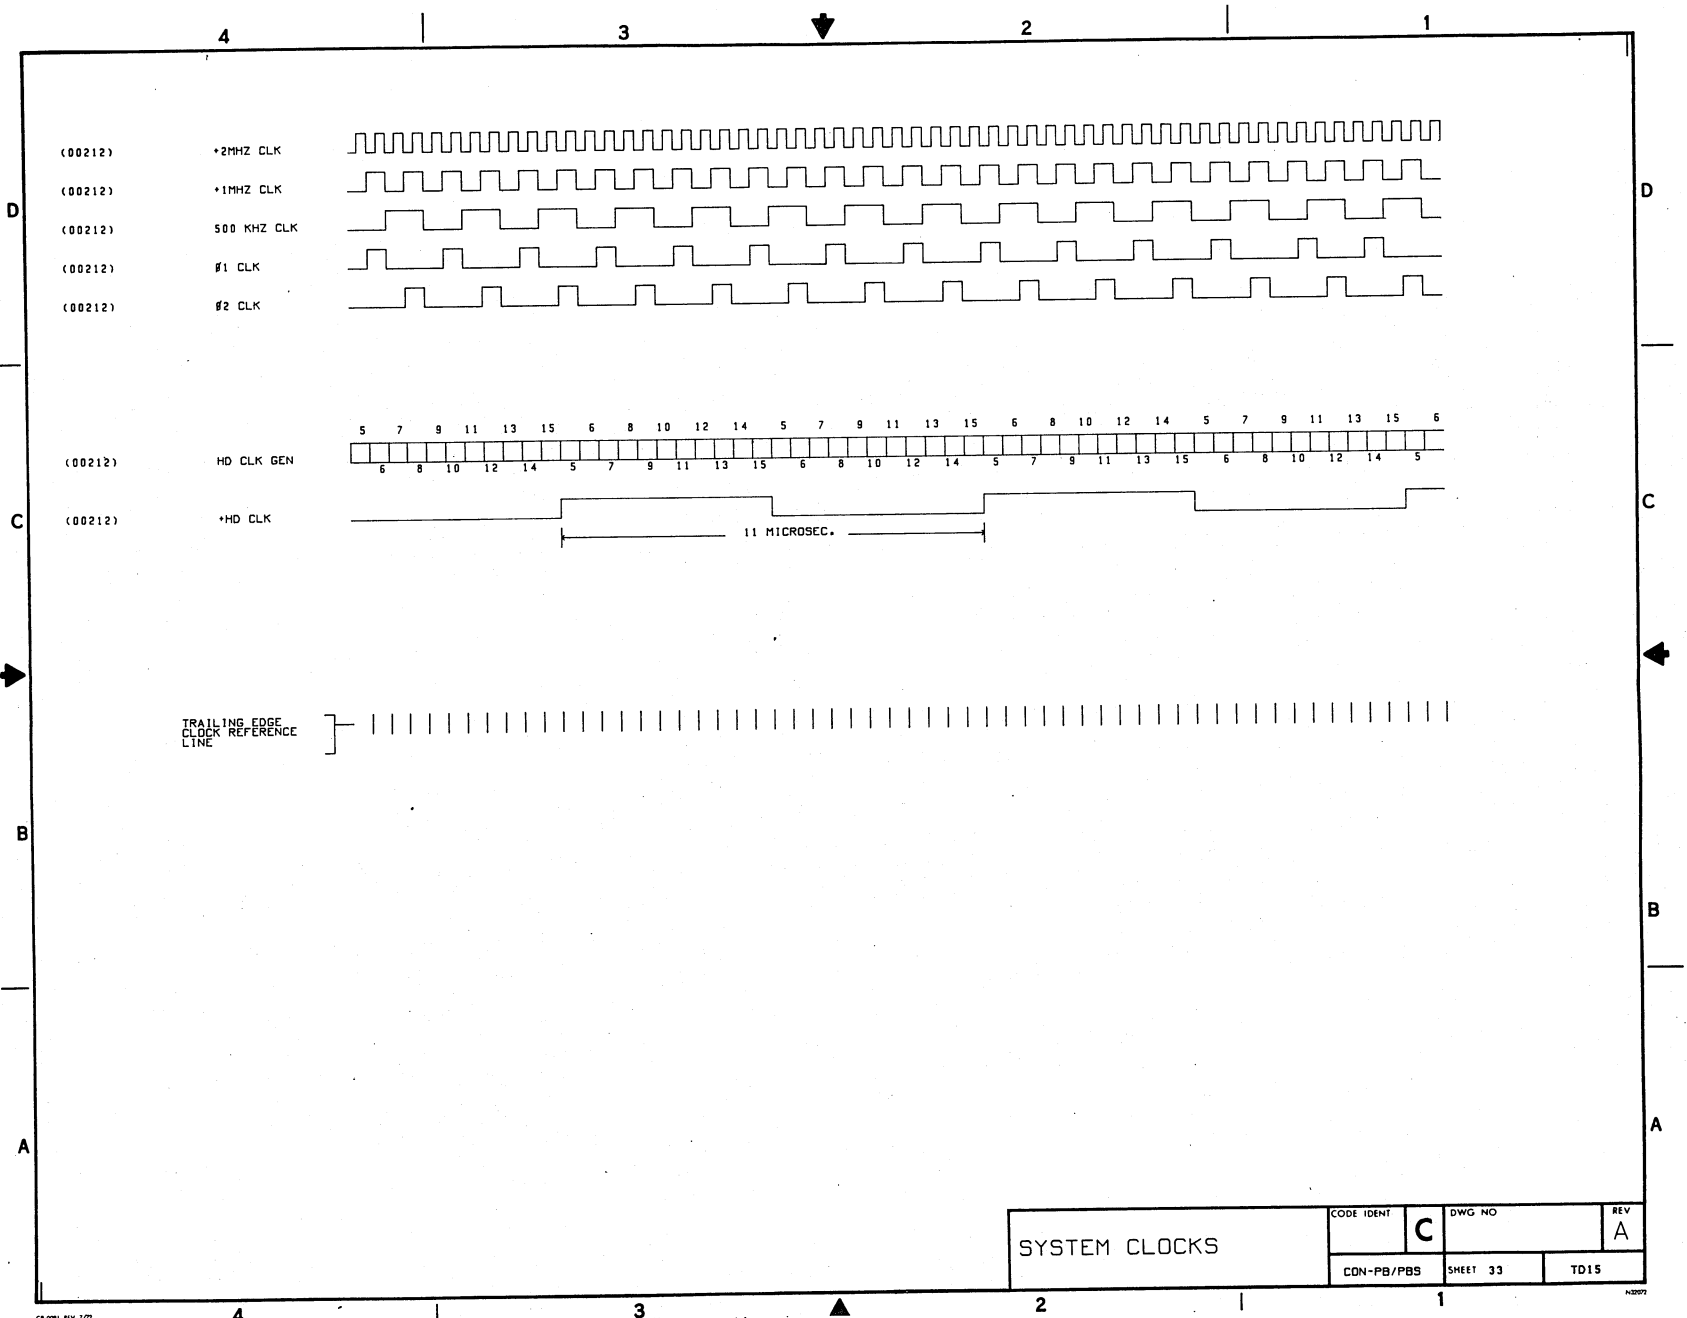 4 3 2 1
(00212) +2MHZ CLK
(00212) +1MHZ CLK
D D
(00212) 500 KHZ CLK
(00212) Ø1 CLK
(00212) Ø2 CLK
5 7 9 11 13 15 6 8 10 12 14 5 7 9 11 13 15 6 8 10 12 14 5 7 9 11 13 15 6
(00212) HD CLK GEN
6 8 10 12 14 5 7 9 11 13 15 6 8 10 12 14 5 7 9 11 13 15 6 8 10 12 14 5
C C
(00212) +HD CLK
11 MICROSEC.
TRAILING EDGE
CLOCK REFERENCE
LINE
B
B
A
A
SYSTEM CLOCKS
CODE IDENT C DWG NO REV A
CON-PB/PBS SHEET 33 TD15
N32072
4 3 2 1